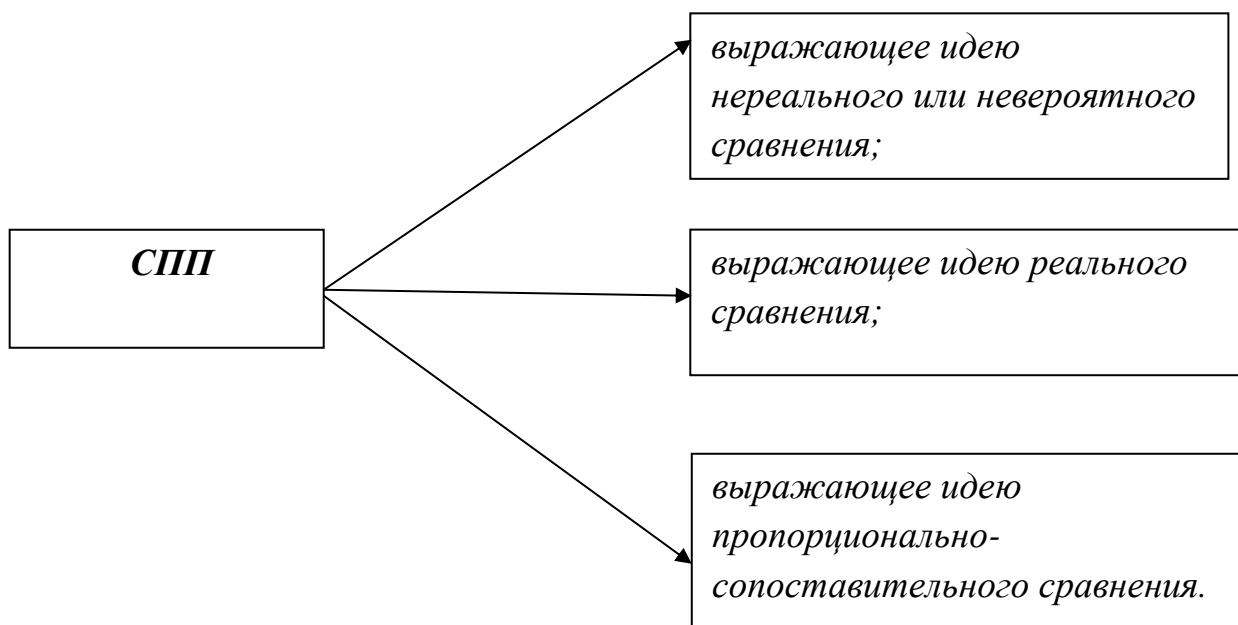 СПП
выражающее идею
нереального или невероятного
сравнения;
выражающее идею реального
сравнения;
выражающее идею
пропорционально-
сопоставительного сравнения.